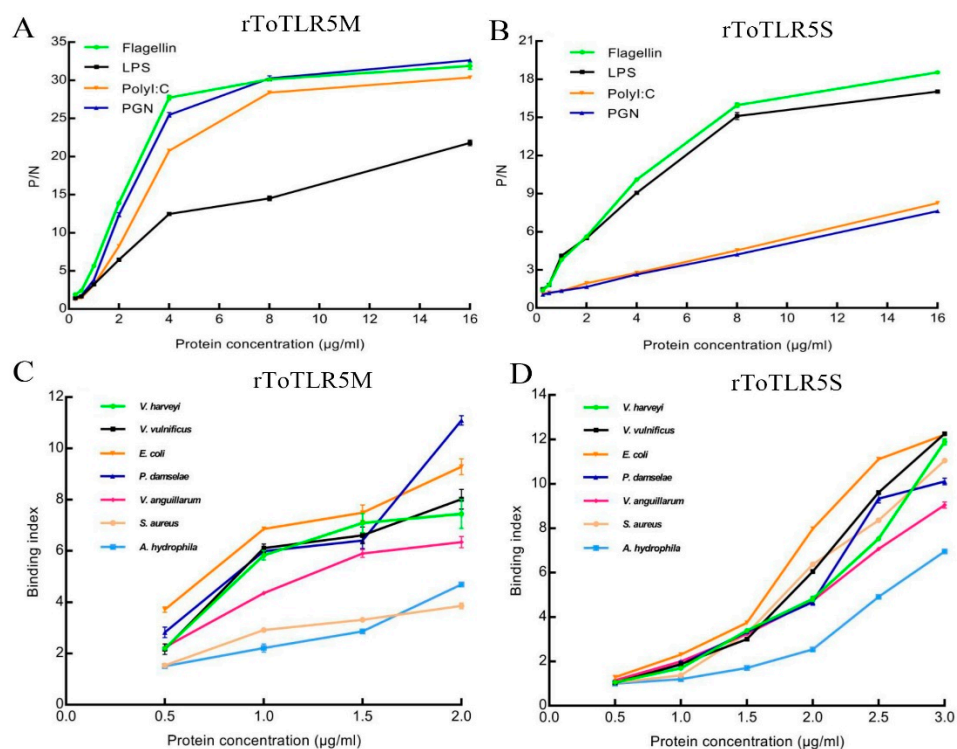 A
rToTLR5M
Flagellin
LPS
PolyI:C
PGN
35
30
25
20
15
10
5
0
P/N
0 2 4 6 8 10 12 14 16
Protein concentration (µg/ml)
B
rToTLR5S
Flagellin
LPS
PolyI:C
PGN
21
18
15
12
9
6
3
0
P/N
0 2 4 6 8 10 12 14 16
Protein concentration (µg/ml)
C
rToTLR5M
V. harveyi
V. vulnificus
E. coli
P. damselae
V. anguillarum
S. aureus
A. hydrophila
12
10
8
6
4
2
0
Binding index
0.0 0.5 1.0 1.5 2.0
Protein concentration (µg/ml)
D
rToTLR5S
V. harveyi
V. vulnificus
E. coli
P. damselae
V. anguillarum
S. aureus
A. hydrophila
14
12
10
8
6
4
2
0
Binding index
0.0 0.5 1.0 1.5 2.0 2.5 3.0
Protein concentration (µg/ml)